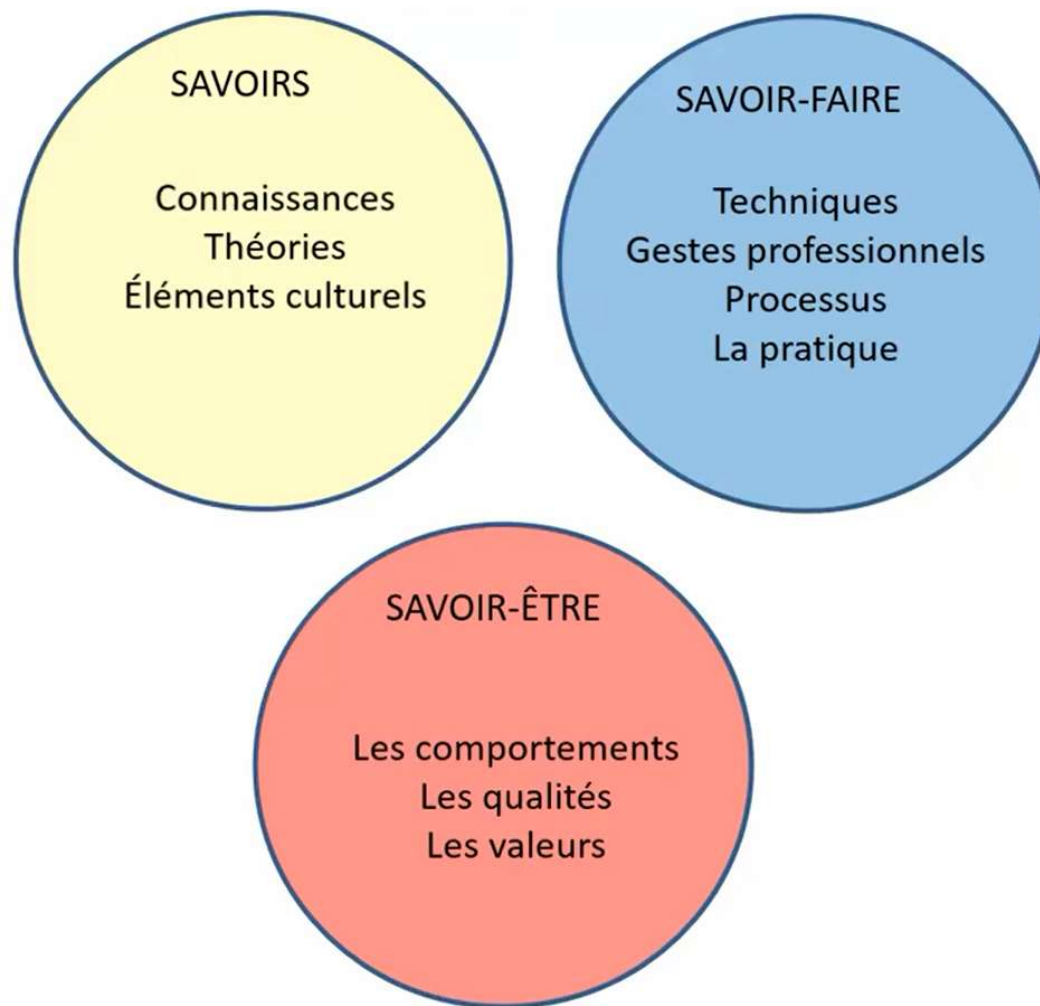 SAVOIRS
Connaissances
Théories
Éléments culturels
SAVOIR-FAIRE
Techniques
Gestes professionnels
Processus
La pratique
SAVOIR-ÊTRE
Les comportements
Les qualités
Les valeurs